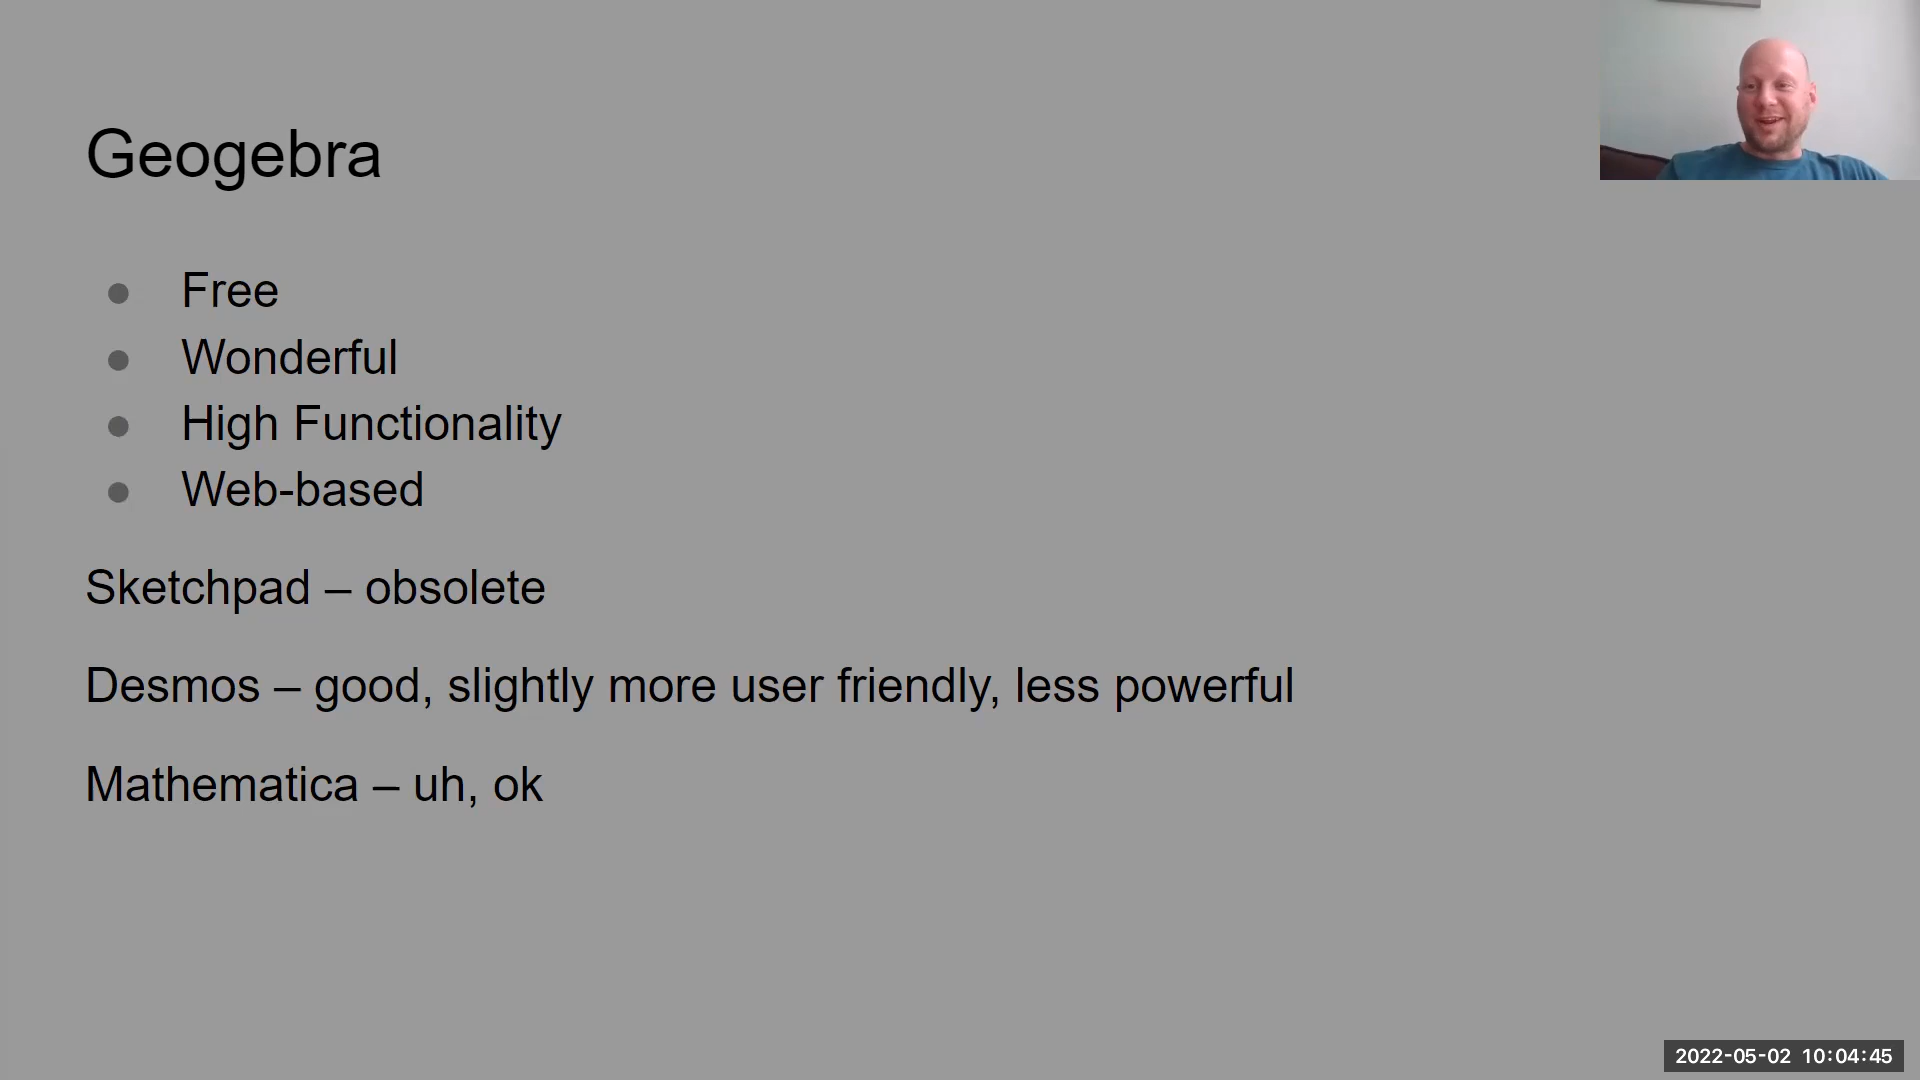 Geogebra
● Free
● Wonderful
● High Functionality
● Web-based
Sketchpad – obsolete
Desmos – good, slightly more user friendly, less powerful
Mathematica – uh, ok
2022-05-02 10:04:45